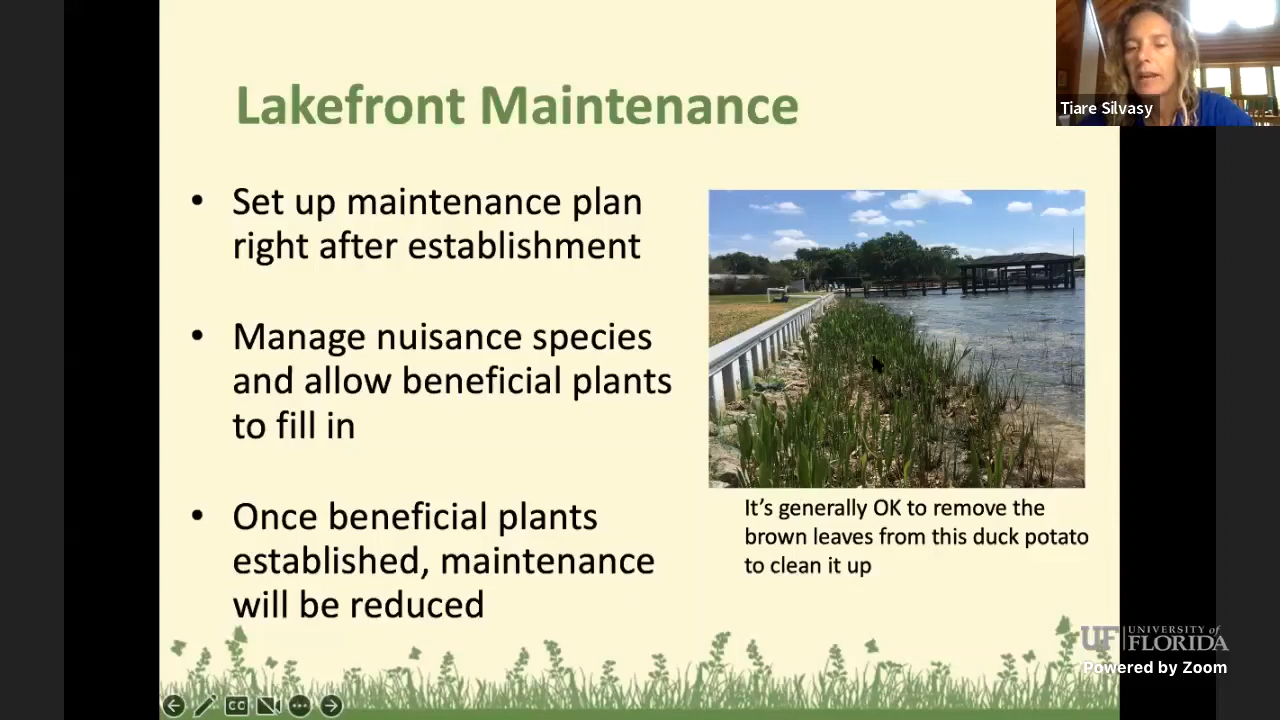 Lakefront Maintenance
Tiare Silvasy
• Set up maintenance plan
right after establishment
• Manage nuisance species
and allow beneficial plants
to fill in
• Once beneficial plants
established, maintenance
will be reduced
It's generally OK to remove the
brown leaves from this duck potato
to clean it up
UF UNIVERSITY of
FLORIDA
Powered by Zoom
CC